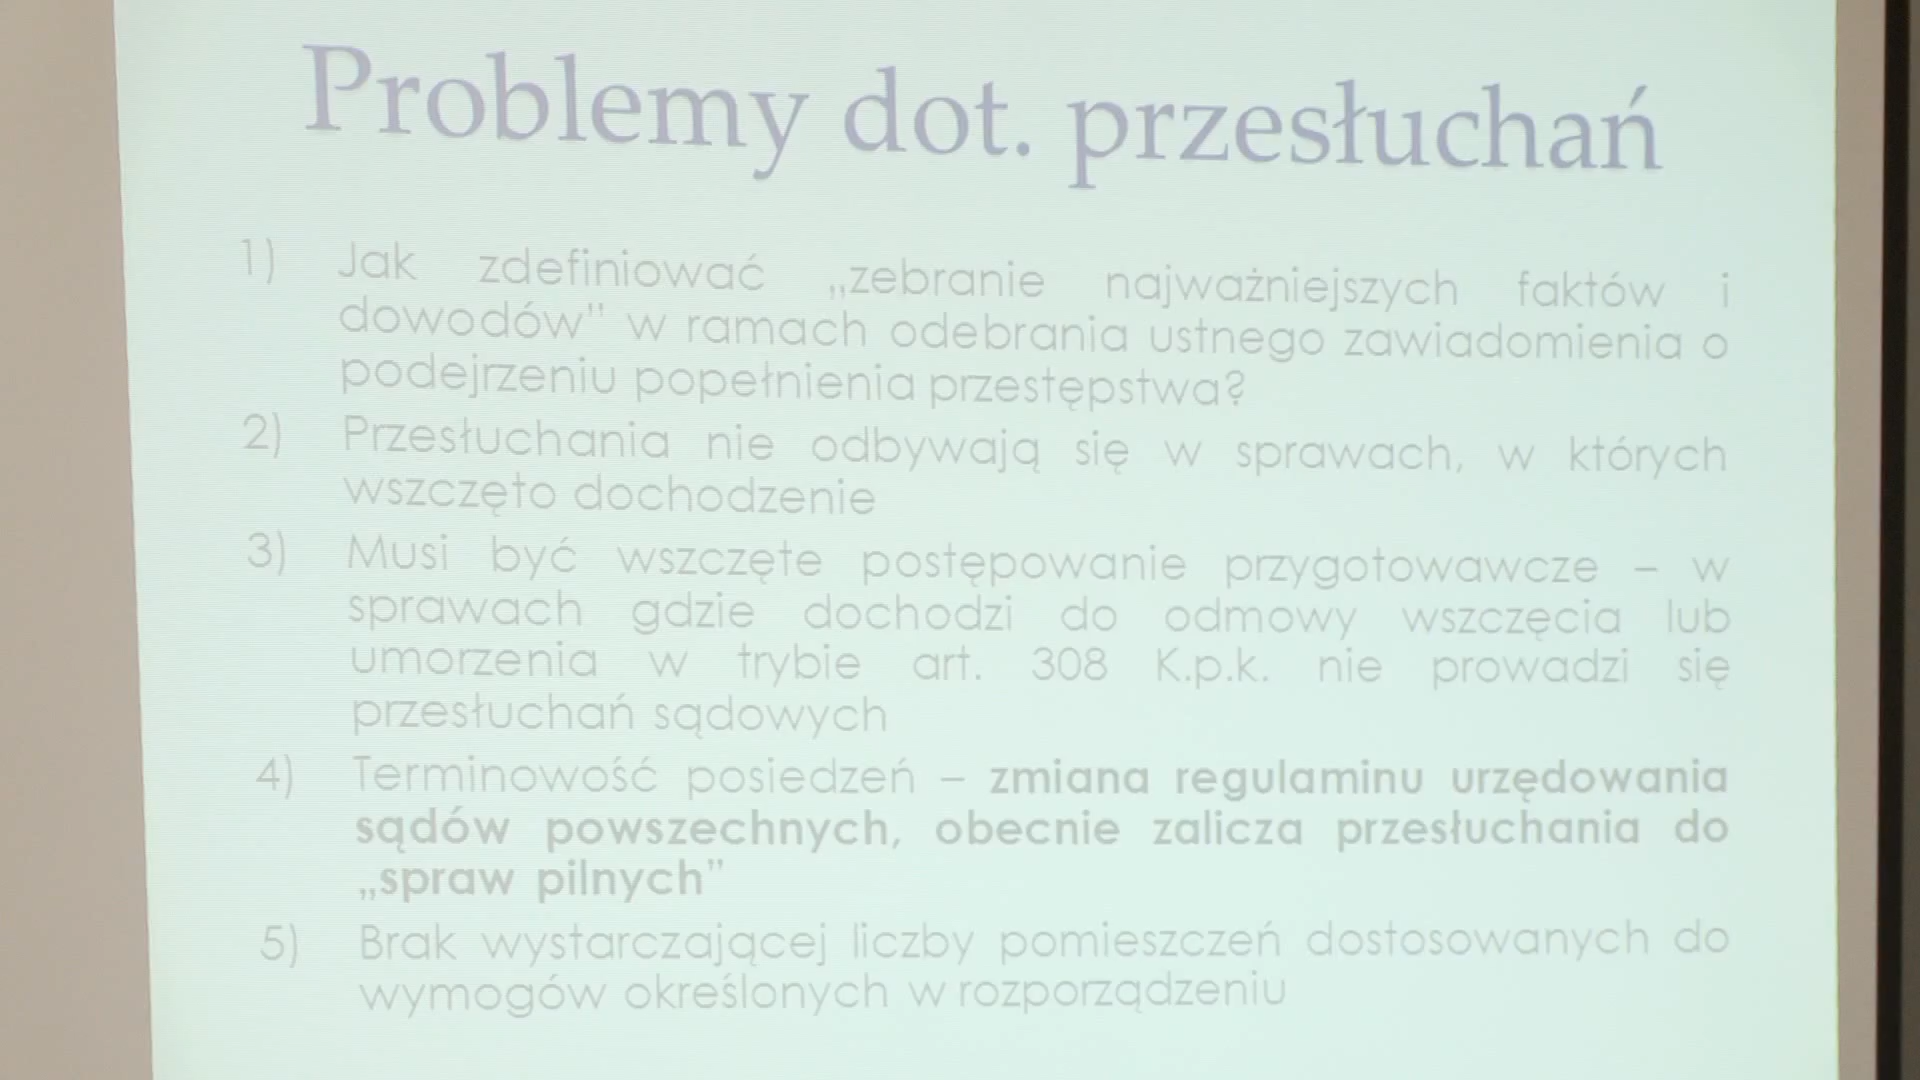 Problemy dot. przesłuchań
1) Jak zdefiniować „zebranie najważniejszych faktów i
dowodów" w ramach odebrania ustnego zawiadomienia o
podejrzeniu popełnienia przestępstwa?
2) Przesłuchania nie odbywają się w sprawach, w których
wszczęto dochodzenie
3) Musi być wszczęte postępowanie przygotowawcze – w
sprawach gdzie dochodzi do odmowy wszczęcia lub
umorzenia w trybie art. 308 K.p.k. nie prowadzi się
przesłuchań sądowych
4) Terminowość posiedzeń – zmiana regulaminu urzędowania
sądów powszechnych, obecnie zalicza przesłuchania do
„spraw pilnych”
5) Brak wystarczającej liczby pomieszczeń dostosowanych do
wymogów określonych w rozporządzeniu